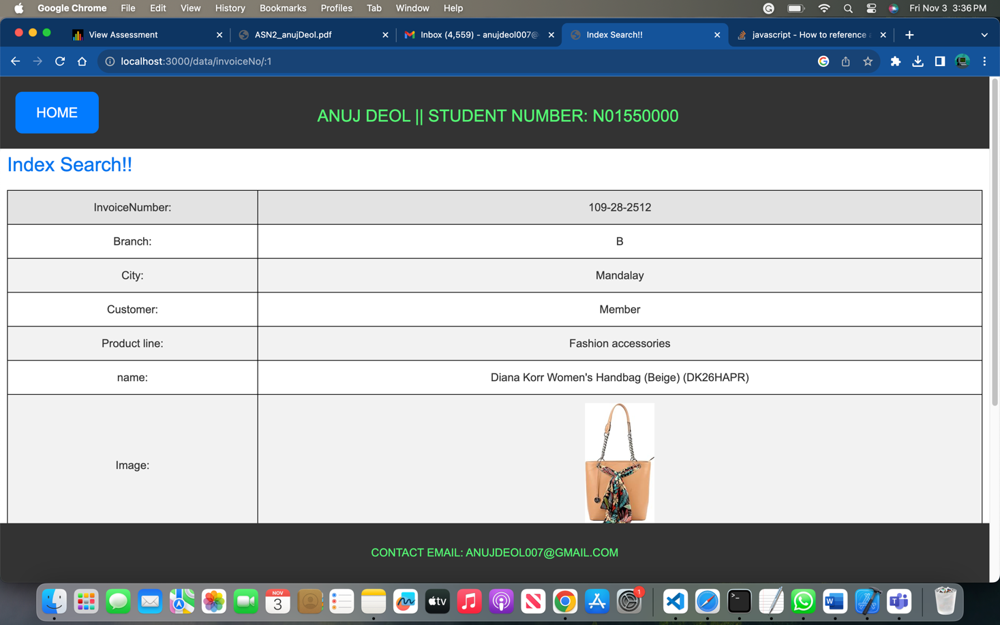 Google Chrome File Edit View History Bookmarks Profiles Tab Window Help Fri Nov 3 3:36 PM
View Assessment ASN2_anujDeol.pdf Inbox (4,559) - anujdeol007@ Index Search!! javascript - How to reference
localhost:3000/data/invoiceNo/:1
HOME
ANUJ DEOL || STUDENT NUMBER: N01550000
Index Search!!
InvoiceNumber: 109-28-2512
Branch: B
City: Mandalay
Customer: Member
Product line: Fashion accessories
name: Diana Korr Women's Handbag (Beige) (DK26HAPR)
Image:
CONTACT EMAIL: ANUJDEOL007@GMAIL.COM
NOV
3
tv
1